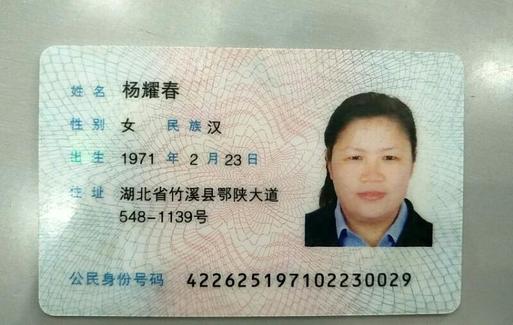 姓名 杨耀春
性别 女 民族 汉
出生 1971 年 2 月 23 日
住址 湖北省竹溪县鄂陕大道
548-1139号
公民身份号码 422625197102230029